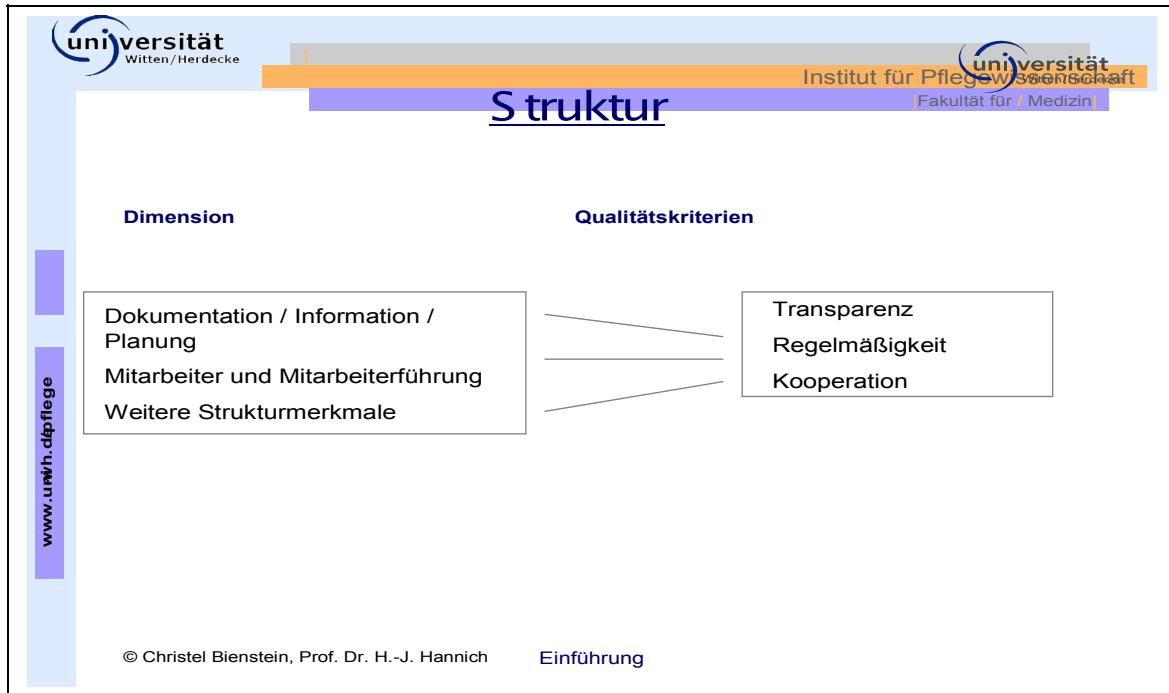 universität
Witten/Herdecke
universität
Institut für Pflegewissenschaft
|Fakultät für / Medizin|
Struktur
Dimension
Qualitätskriterien
Dokumentation / Information /
Planung
Mitarbeiter und Mitarbeiterführung
Weitere Strukturmerkmale
Transparenz
Regelmäßigkeit
Kooperation
© Christel Bienstein, Prof. Dr. H.-J. Hannich
Einführung